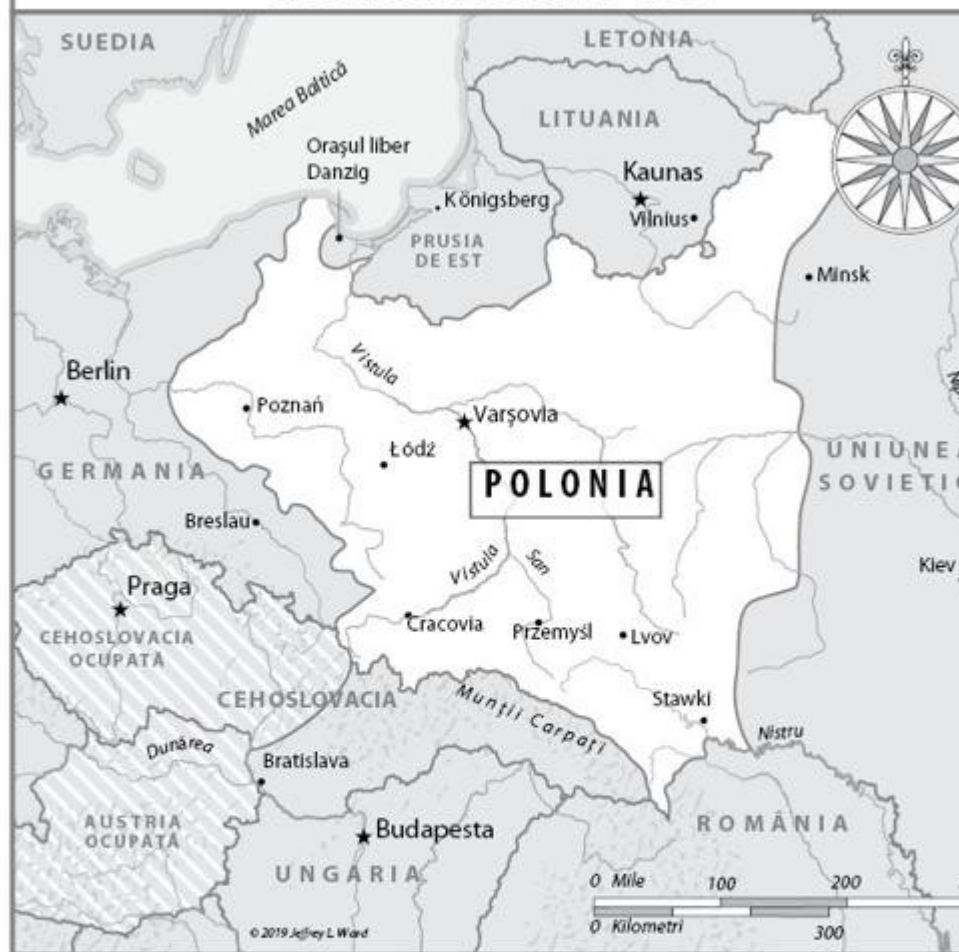 SUEDIA
LETONIA
Marea Baltică
LITUANIA
Orașul liber
Danzig
Kaunas
Königsberg
Vilnius
PRUSIA
DE EST
Minsk
Berlin
Vistula
Poznań
Varșovia
Łódź
GERMANIA
UNIUNEA
SOVIETIC
POLONIA
Breslau
Vistula
San
Kiev
Praga
Cracovia
Przemyśl
Lvov
CEHOSLOVACIA
OCUPATĂ
CEHOSLOVACIA
Munții Carpați
Stawki
Nistru
Dunărea
Bratislava
AUSTRIA
OCUPATĂ
Budapesta
ROMÂNIA
UNGARIA
0 Mile 100 200
0 Kilometri 300
© 2019 Jeffrey L. Ward